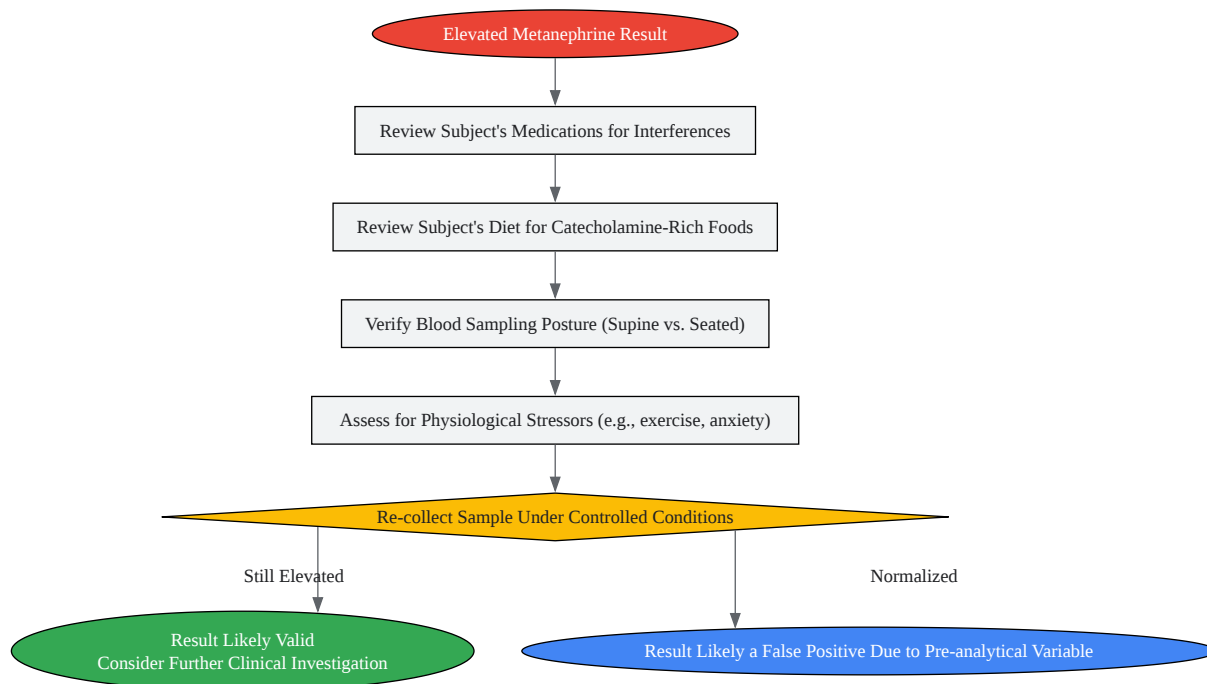 Elevated Metanephrine Result
Review Subject's Medications for Interferences
Review Subject's Diet for Catecholamine-Rich Foods
Verify Blood Sampling Posture (Supine vs. Seated)
Assess for Physiological Stressors (e.g., exercise, anxiety)
Re-collect Sample Under Controlled Conditions
Still Elevated
Normalized
Result Likely Valid
Consider Further Clinical Investigation
Result Likely a False Positive Due to Pre-analytical Variable